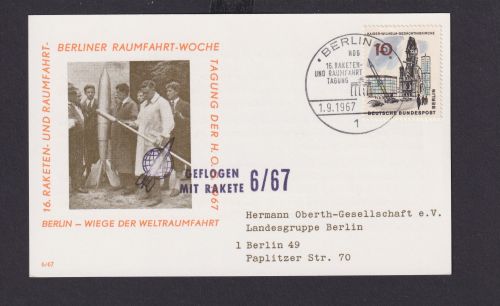 BERLINER RAUMFAHRT-WOCHE
16. RAKETEN- UND RAUMFAHRT-
TAGUNG DER H.O.G. 1967
BERLIN – WIEGE DER WELTRAUMFAHRT
6/67
GEFLOGEN
MIT RAKETE 6/67
BERLIN
HOG
16. RAKETEN-
UND RAUMFAHRT
TAGUNG
1.9.1967
1
KAISER-WILHELM-GEDÄCHTNISKIRCHE
10
DEUTSCHE BUNDESPOST
BERLIN
Hermann Oberth-Gesellschaft e.V.
Landesgruppe Berlin
1 Berlin 49
Paplitzer Str. 70